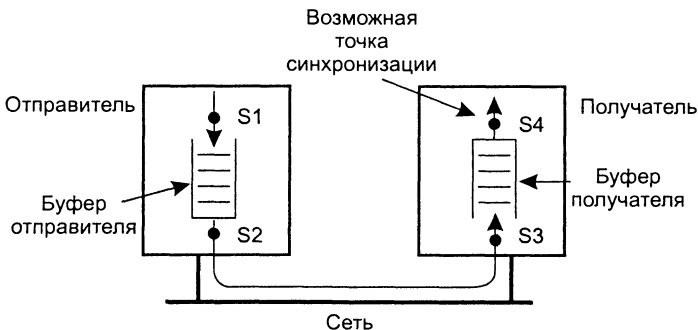 Возможная
точка
синхронизации
Отправитель
S1
S4
Получатель
Буфер
отправителя
Буфер
получателя
S2
S3
Сеть